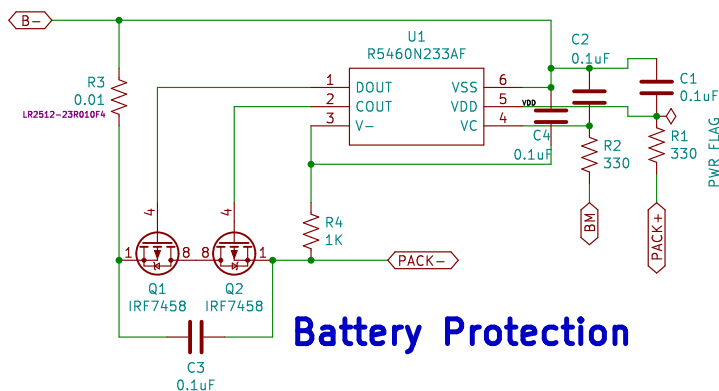 B-
U1
R5460N233AF
R3
0.01
LR2512-23R010F4
1 DOUT VSS 6
2 COUT VDD 5 VDD
3 V- VC 4
C2
0.1uF
C1
0.1uF
C4
0.1uF
R2
330
R1
330
PWR FLAG
BM
PACK+
4
4
R4
1K
1 8 8 1
PACK-
Q1
IRF7458
Q2
IRF7458
C3
0.1uF
Battery Protection